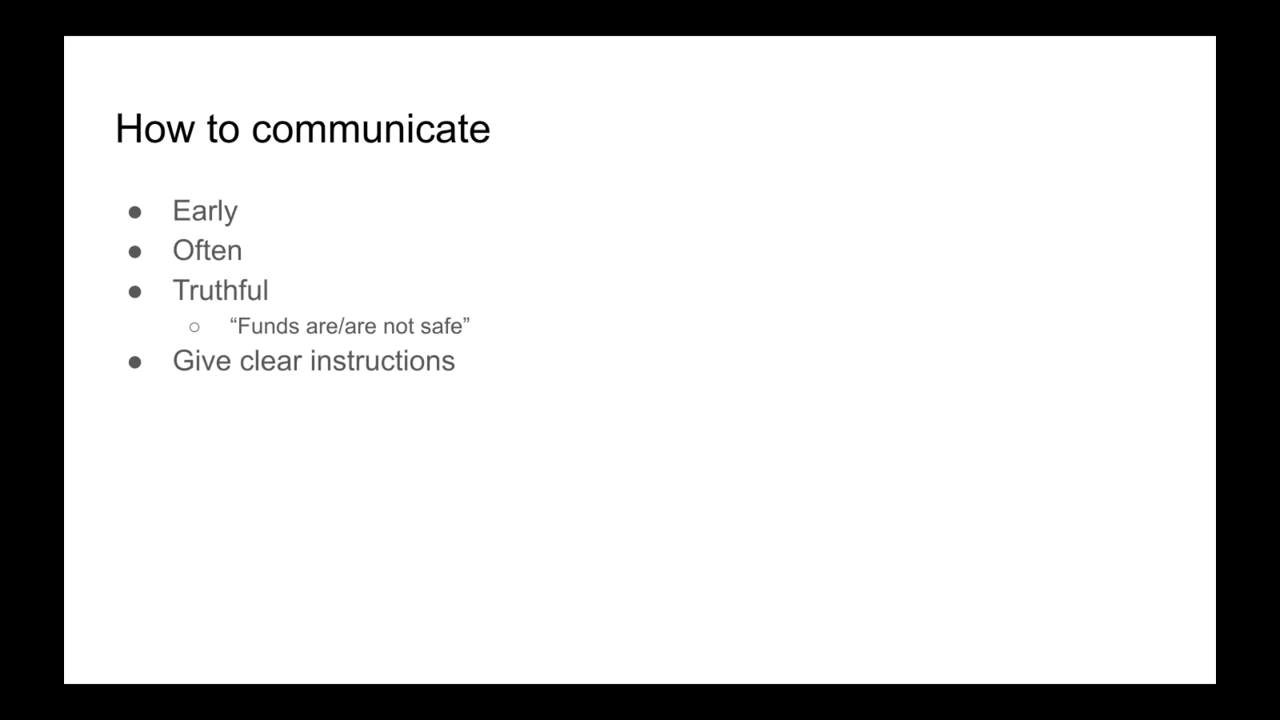 How to communicate
● Early
● Often
● Truthful
○ “Funds are/are not safe”
● Give clear instructions